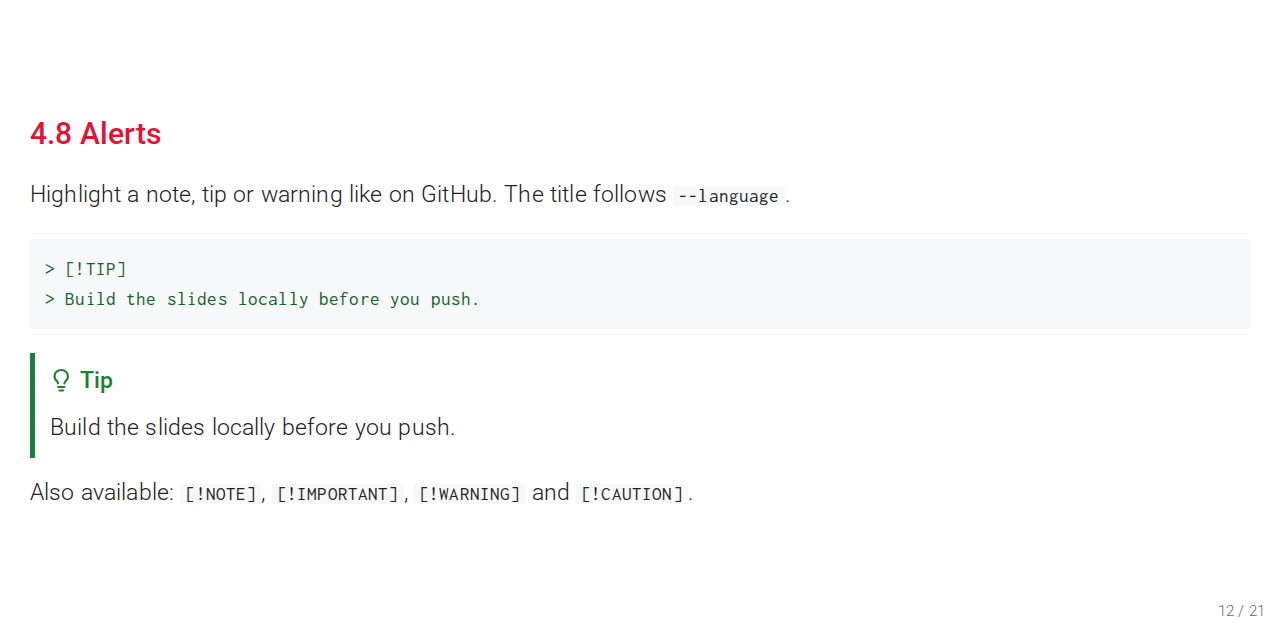 4.8 Alerts
Highlight a note, tip or warning like on GitHub. The title follows --language.
> [!TIP]
> Build the slides locally before you push.
Tip
Build the slides locally before you push.
Also available: [!NOTE], [!IMPORTANT], [!WARNING] and [!CAUTION].
12 / 21